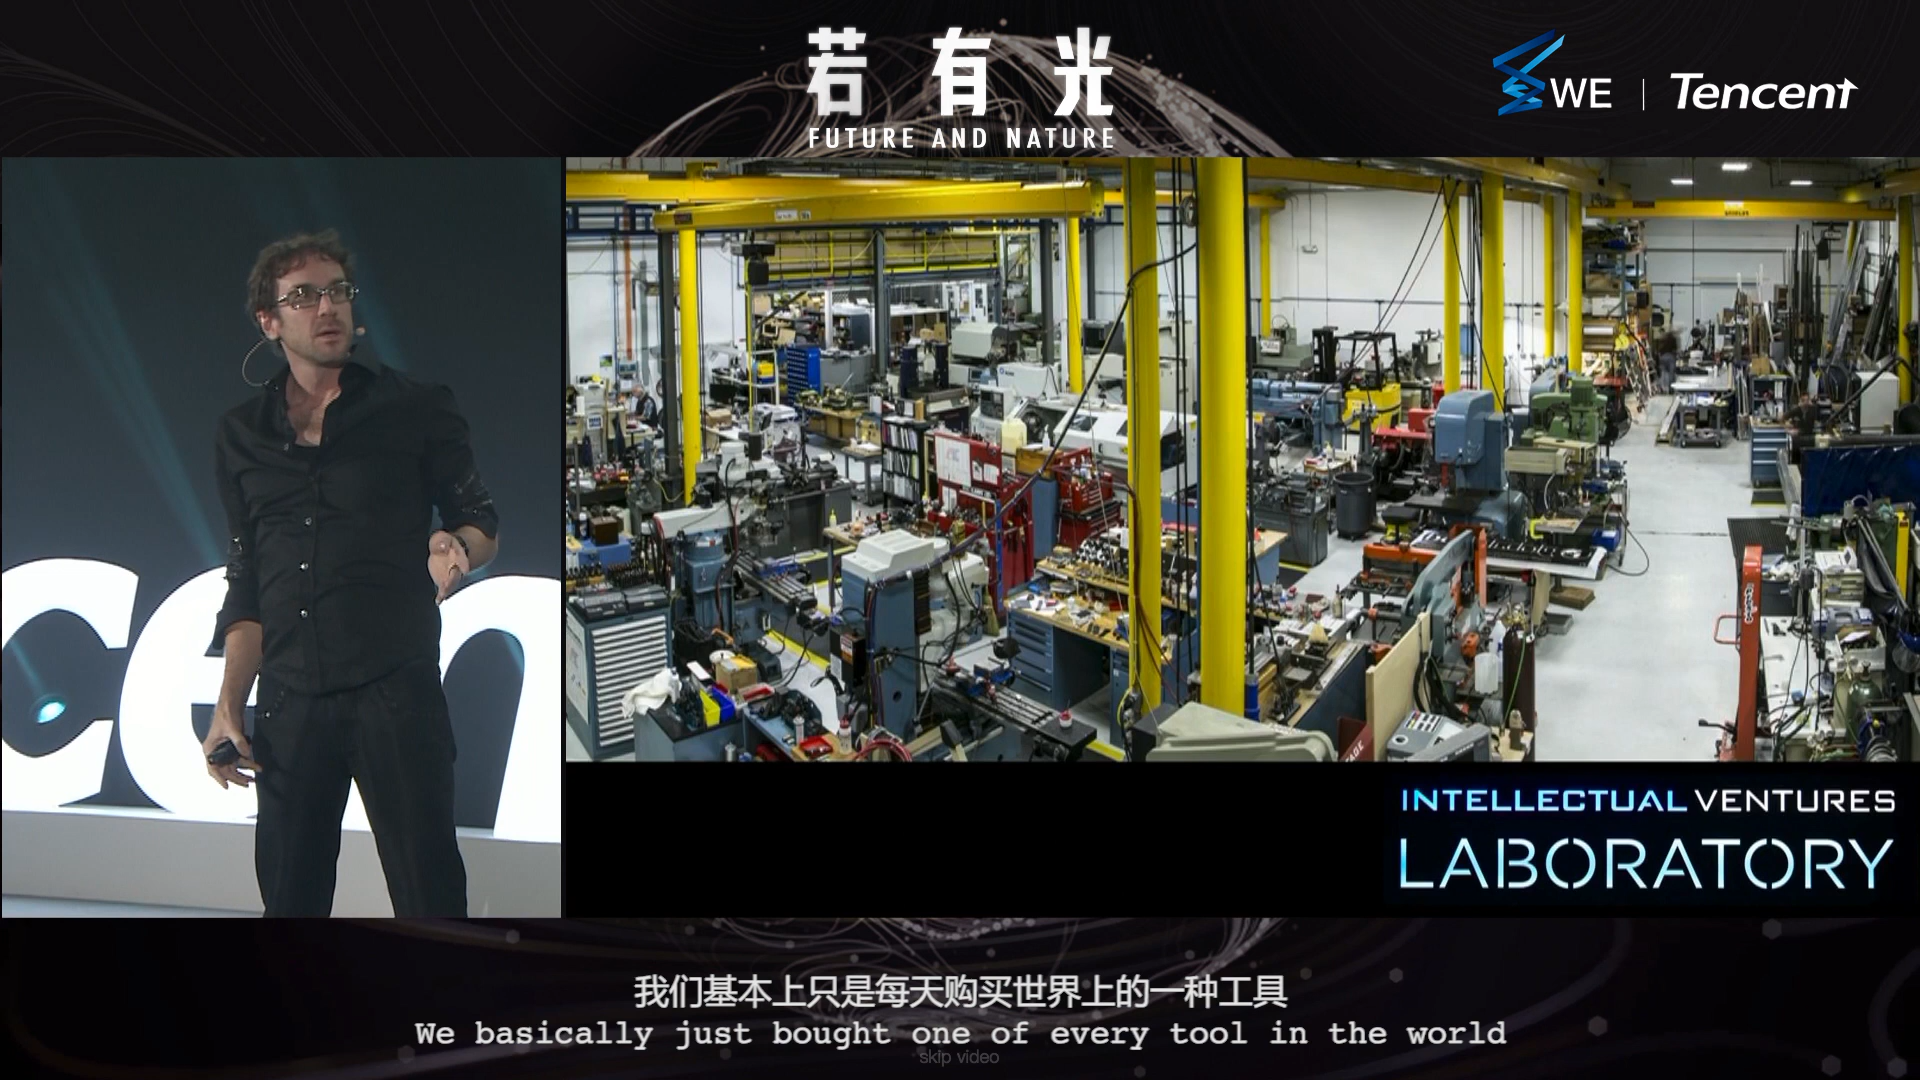 若有光
FUTURE AND NATURE
WE | Tencent
cen
INTELLECTUAL VENTURES
LABORATORY
我们基本上只是每天购买世界上的一种工具
We basically just bought one of every tool in the world
skip video